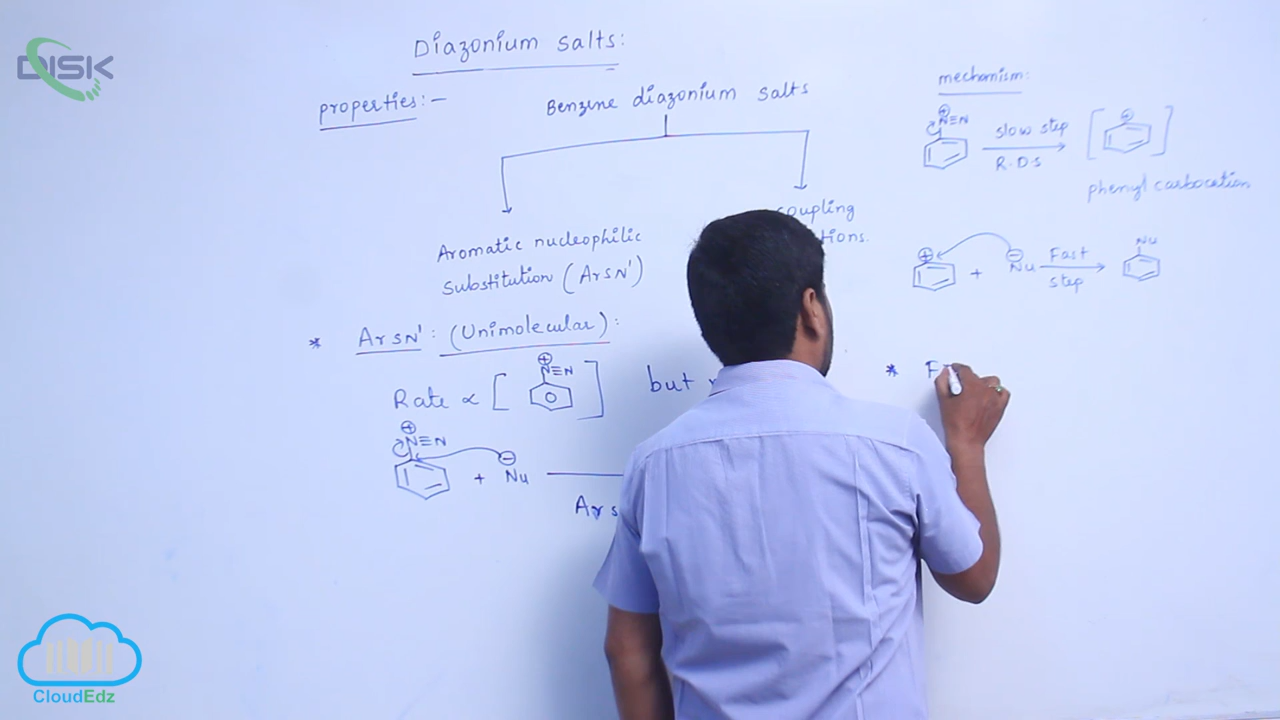 DISK
Diazonium salts:
properties:-
Benzine diazonium salts
Aromatic nucleophilic
substitution (ArSN')
coupling
* ArSN': (Unimolecular):
Rate ∝ [ N≡N ] but
N≡N
+ Nu
Ars
mechanism:
N≡N
slow step
R.D.S
phenyl carbocation
+ Nu
Fast
step
Nu
*
CloudEdz